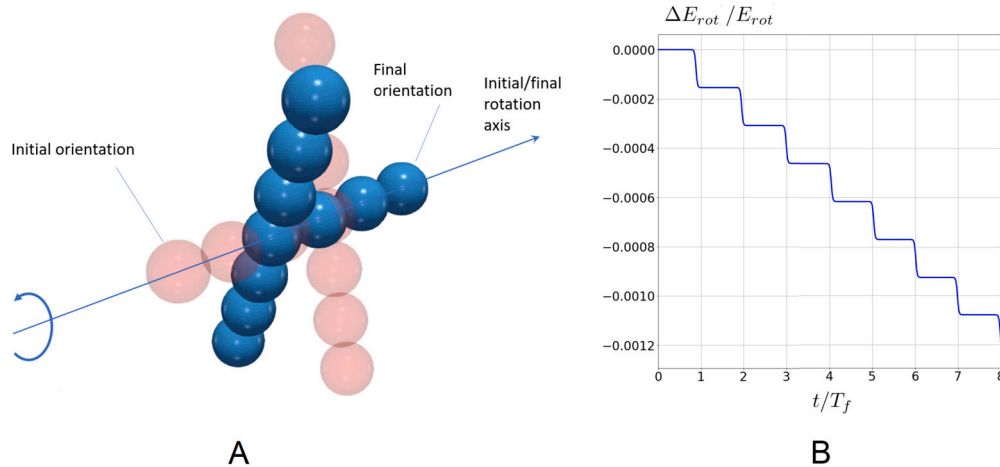 Final
orientation
Initial/final
rotation
axis
Initial orientation
A
ΔE_rot /E_rot
0.0000
−0.0002
−0.0004
−0.0006
−0.0008
−0.0010
−0.0012
0 1 2 3 4 5 6 7 8
t/T_f
B